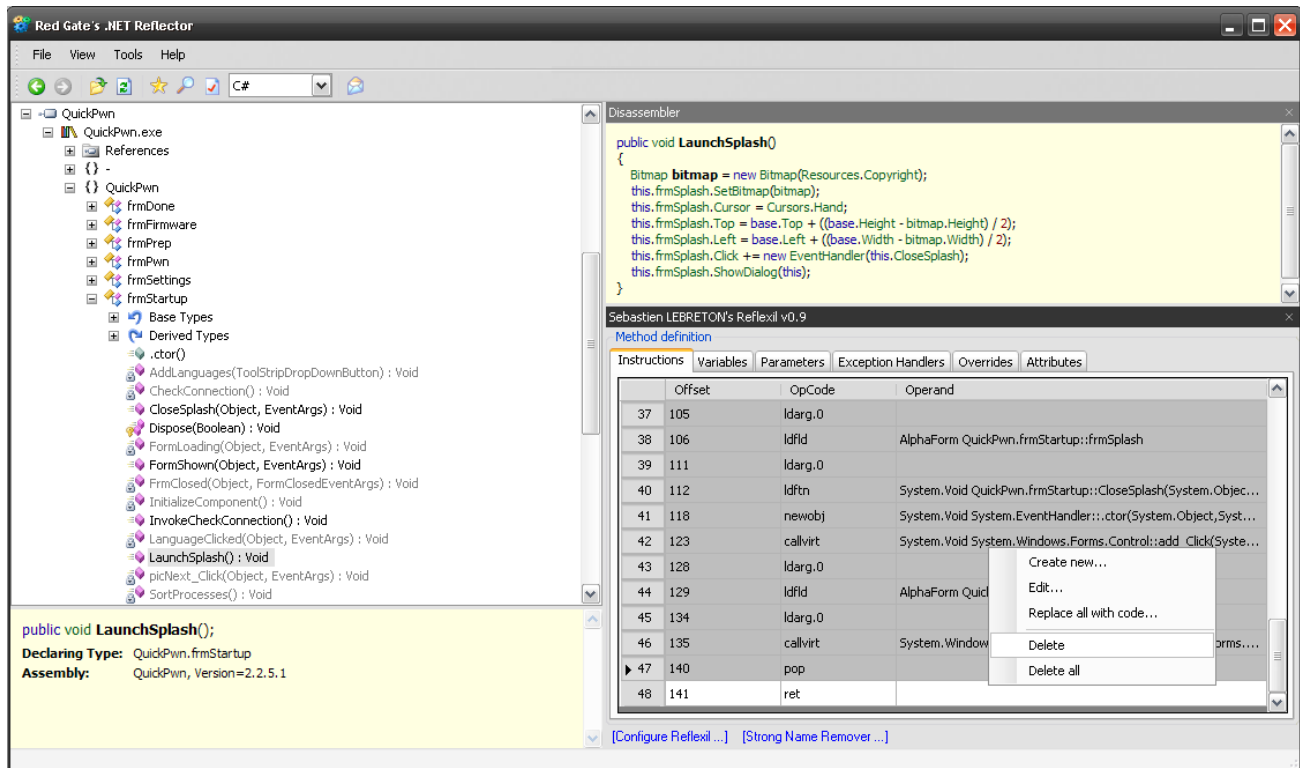 Red Gate's .NET Reflector
File View Tools Help
C#
QuickPwn
QuickPwn.exe
References
{} -
{} QuickPwn
frmDone
frmFirmware
frmPrep
frmPwn
frmSettings
frmStartup
Base Types
Derived Types
.ctor()
AddLanguages(ToolStripDropDownButton) : Void
CheckConnection() : Void
CloseSplash(Object, EventArgs) : Void
Dispose(Boolean) : Void
FormLoading(Object, EventArgs) : Void
FormShown(Object, EventArgs) : Void
FrmClosed(Object, FormClosedEventArgs) : Void
InitializeComponent() : Void
InvokeCheckConnection() : Void
LanguageClicked(Object, EventArgs) : Void
LaunchSplash() : Void
picNext_Click(Object, EventArgs) : Void
SortProcesses() : Void
public void LaunchSplash();
Declaring Type: QuickPwn.frmStartup
Assembly: QuickPwn, Version=2.2.5.1
Disassembler
public void LaunchSplash()
{
Bitmap bitmap = new Bitmap(Resources.Copyright);
this.frmSplash.SetBitmap(bitmap);
this.frmSplash.Cursor = Cursors.Hand;
this.frmSplash.Top = base.Top + ((base.Height - bitmap.Height) / 2);
this.frmSplash.Left = base.Left + ((base.Width - bitmap.Width) / 2);
this.frmSplash.Click += new EventHandler(this.CloseSplash);
this.frmSplash.ShowDialog(this);
}
Sebastien LEBRETON's Reflexil v0.9
Method definition
Instructions Variables Parameters Exception Handlers Overrides Attributes
Offset OpCode Operand
37 105 ldarg.0
38 106 ldfld AlphaForm QuickPwn.frmStartup::frmSplash
39 111 ldarg.0
40 112 ldftn System.Void QuickPwn.frmStartup::CloseSplash(System.Objec...
41 118 newobj System.Void System.EventHandler::.ctor(System.Object,Syst...
42 123 callvirt System.Void System.Windows.Forms.Control::add_Click(Syste...
43 128 ldarg.0
44 129 ldfld AlphaForm Quick
45 134 ldarg.0
46 135 callvirt System.Window orms....
47 140 pop
48 141 ret
Create new...
Edit...
Replace all with code...
Delete
Delete all
[Configure Reflexil ...] [Strong Name Remover ...]